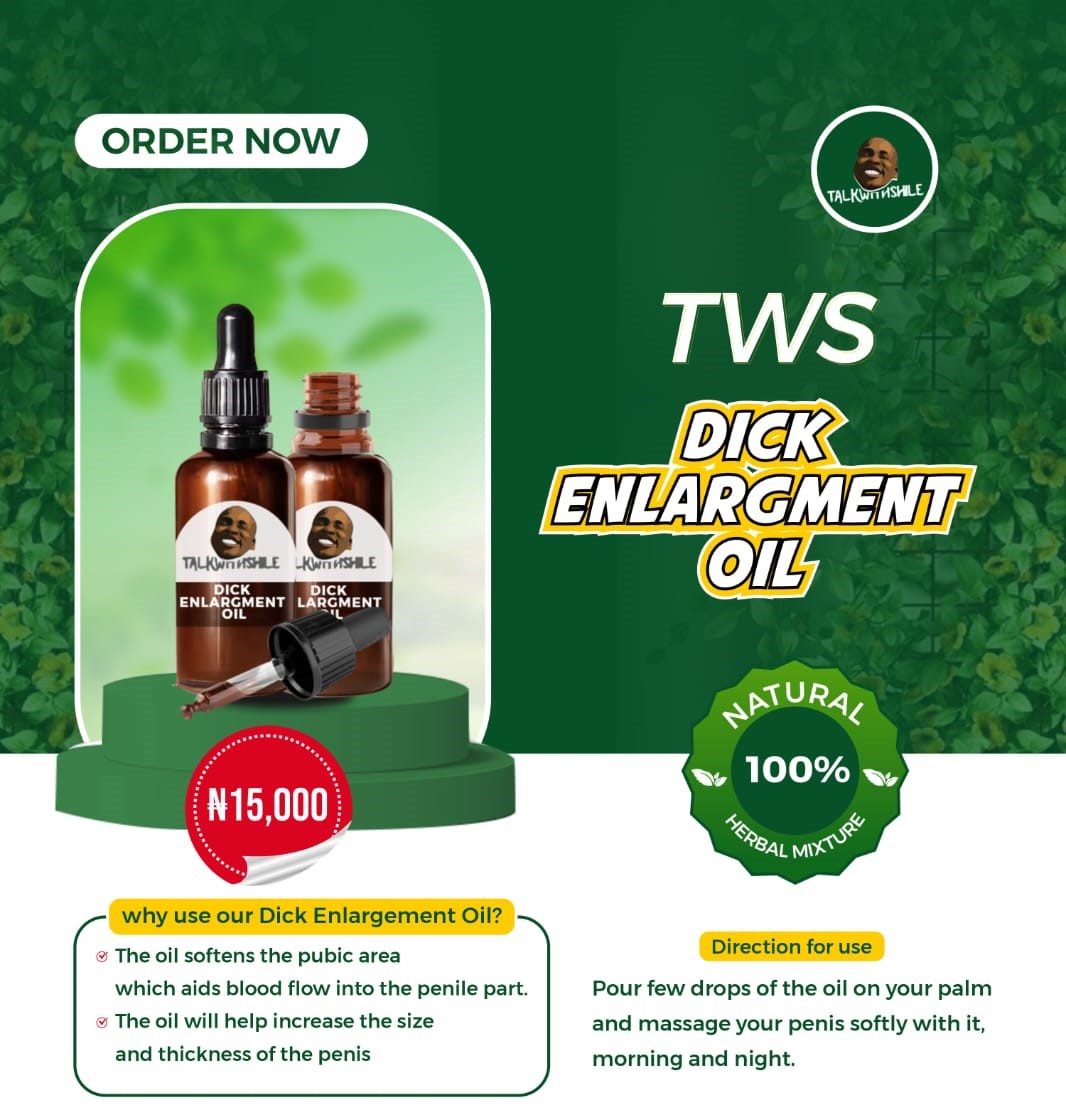 ORDER NOW
TALKWITHSHILE
TWS
DICK
ENLARGMENT
OIL
TALKWITHSHILE
DICK
ENLARGMENT
OIL
LKWITHSHILE
DICK
LARGMENT
IL
₦15,000
NATURAL
100%
HERBAL MIXTURE
why use our Dick Enlargement Oil?
The oil softens the pubic area
which aids blood flow into the penile part.
The oil will help increase the size
and thickness of the penis
Direction for use
Pour few drops of the oil on your palm
and massage your penis softly with it,
morning and night.